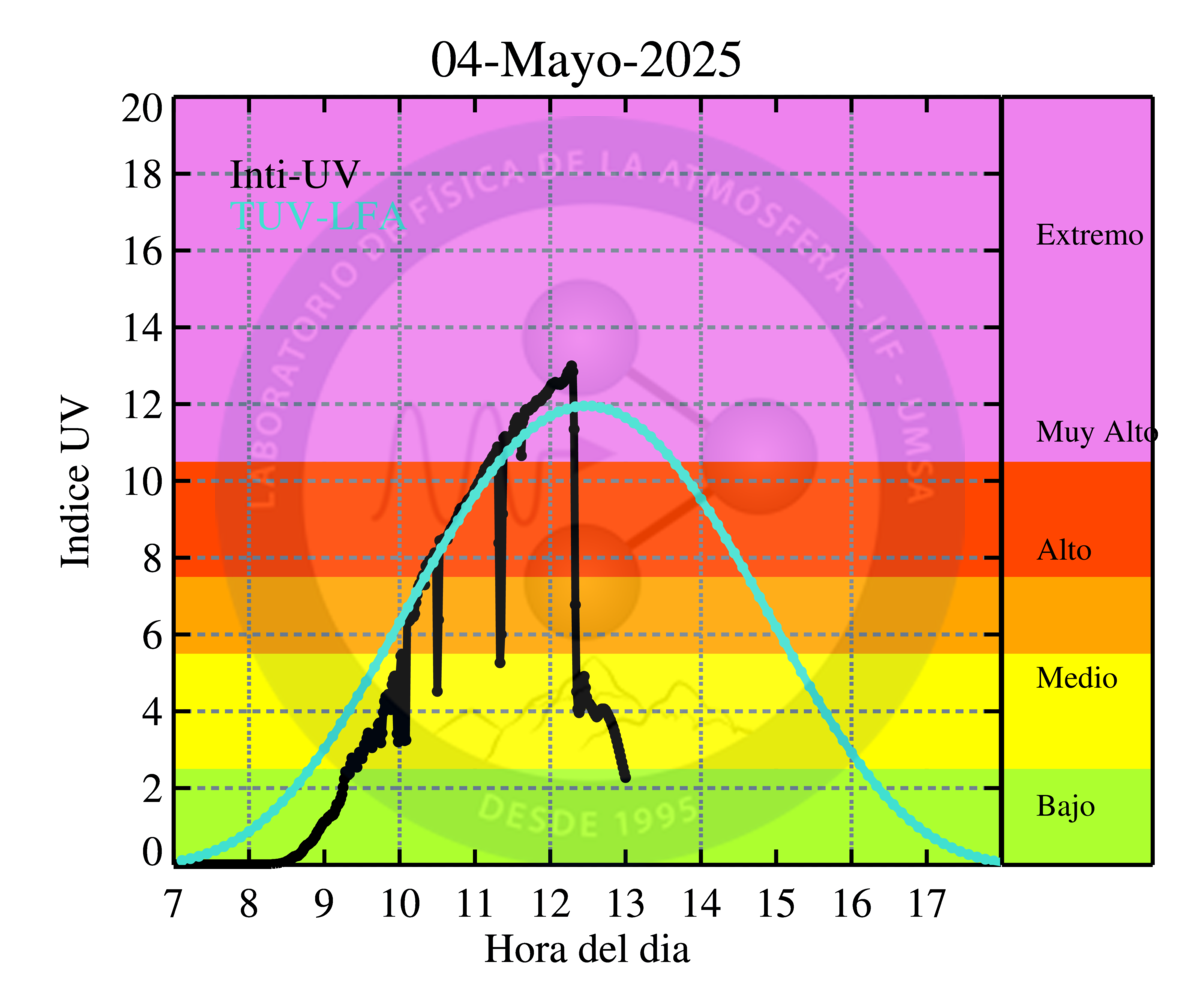 04-Mayo-2025
20
18
16
14
12
10
8
6
4
2
0
Indice UV
Inti-UV
TUV-LFA
LABORATORIO DE FÍSICA DE LA ATMÓSFERA - IIF - UMSA
DESDE 1995
Extremo
Muy Alto
Alto
Medio
Bajo
7 8 9 10 11 12 13 14 15 16 17
Hora del dia